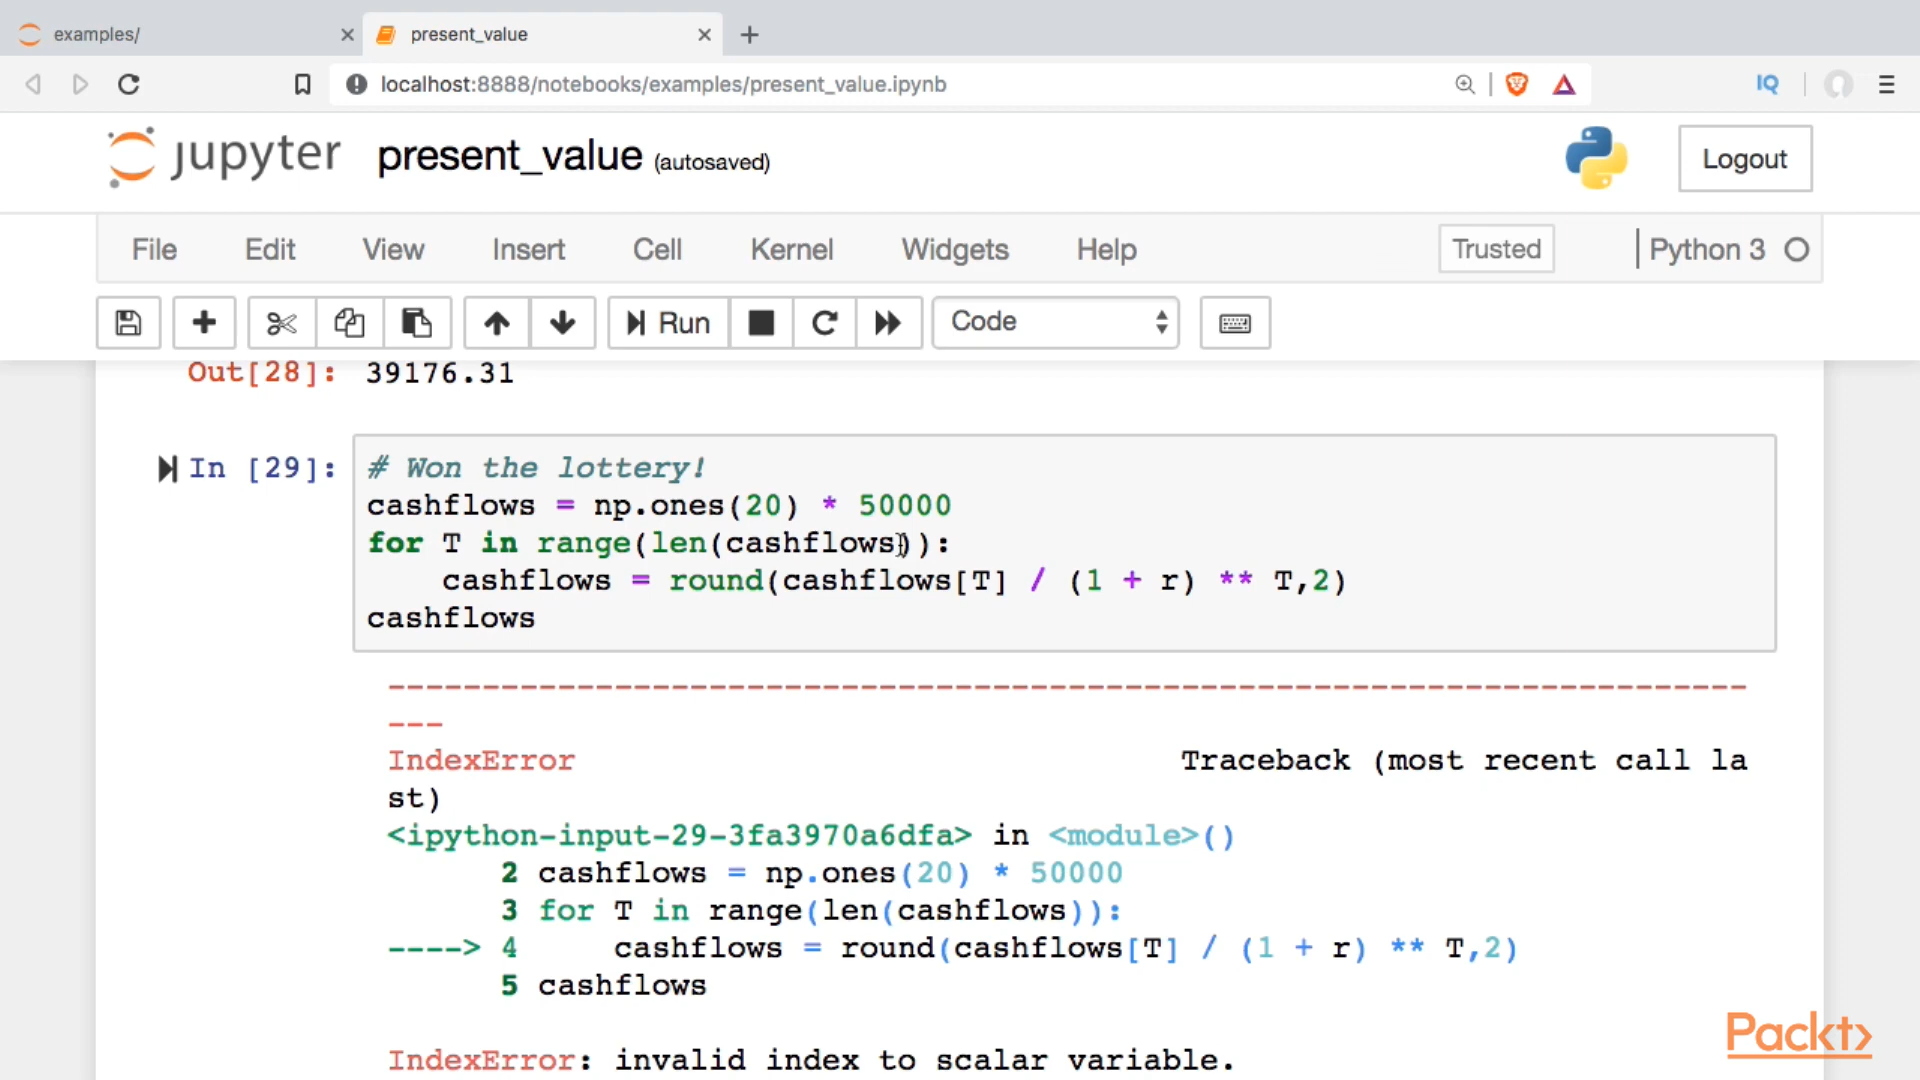 examples/
present_value
localhost:8888/notebooks/examples/present_value.ipynb
IQ
jupyter present_value (autosaved)
Logout
File Edit View Insert Cell Kernel Widgets Help Trusted Python 3
Run Code
Out[28]: 39176.31
In [29]: # Won the lottery!
cashflows = np.ones(20) * 50000
for T in range(len(cashflows)):
    cashflows = round(cashflows[T] / (1 + r) ** T,2)
cashflows
---------------------------------------------------------------------------
IndexError                                Traceback (most recent call la
st)
<ipython-input-29-3fa3970a6dfa> in <module>()
      2 cashflows = np.ones(20) * 50000
      3 for T in range(len(cashflows)):
----> 4     cashflows = round(cashflows[T] / (1 + r) ** T,2)
      5 cashflows
IndexError: invalid index to scalar variable.
Packt>